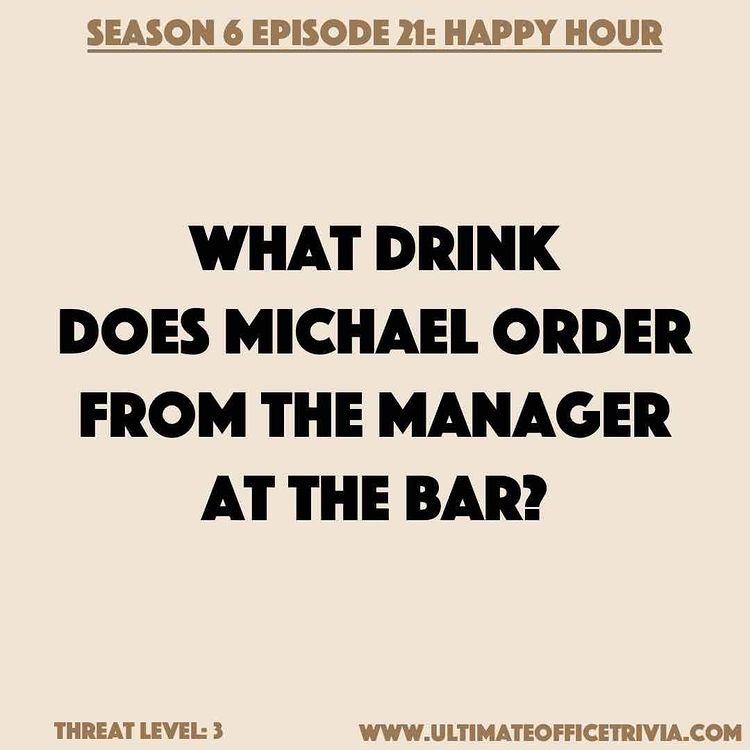 SEASON 6 EPISODE 21: HAPPY HOUR
WHAT DRINK
DOES MICHAEL ORDER
FROM THE MANAGER
AT THE BAR?
THREAT LEVEL: 3
WWW.ULTIMATEOFFICETRIVIA.COM